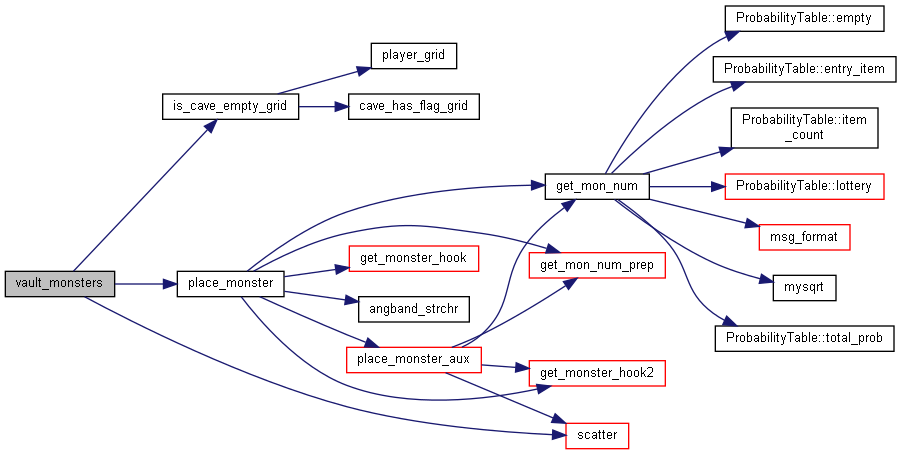 ProbabilityTable::empty
player_grid
ProbabilityTable::entry_item
is_cave_empty_grid
cave_has_flag_grid
ProbabilityTable::item
_count
get_mon_num
ProbabilityTable::lottery
msg_format
get_monster_hook
get_mon_num_prep
vault_monsters
place_monster
mysqrt
angband_strchr
ProbabilityTable::total_prob
place_monster_aux
get_monster_hook2
scatter